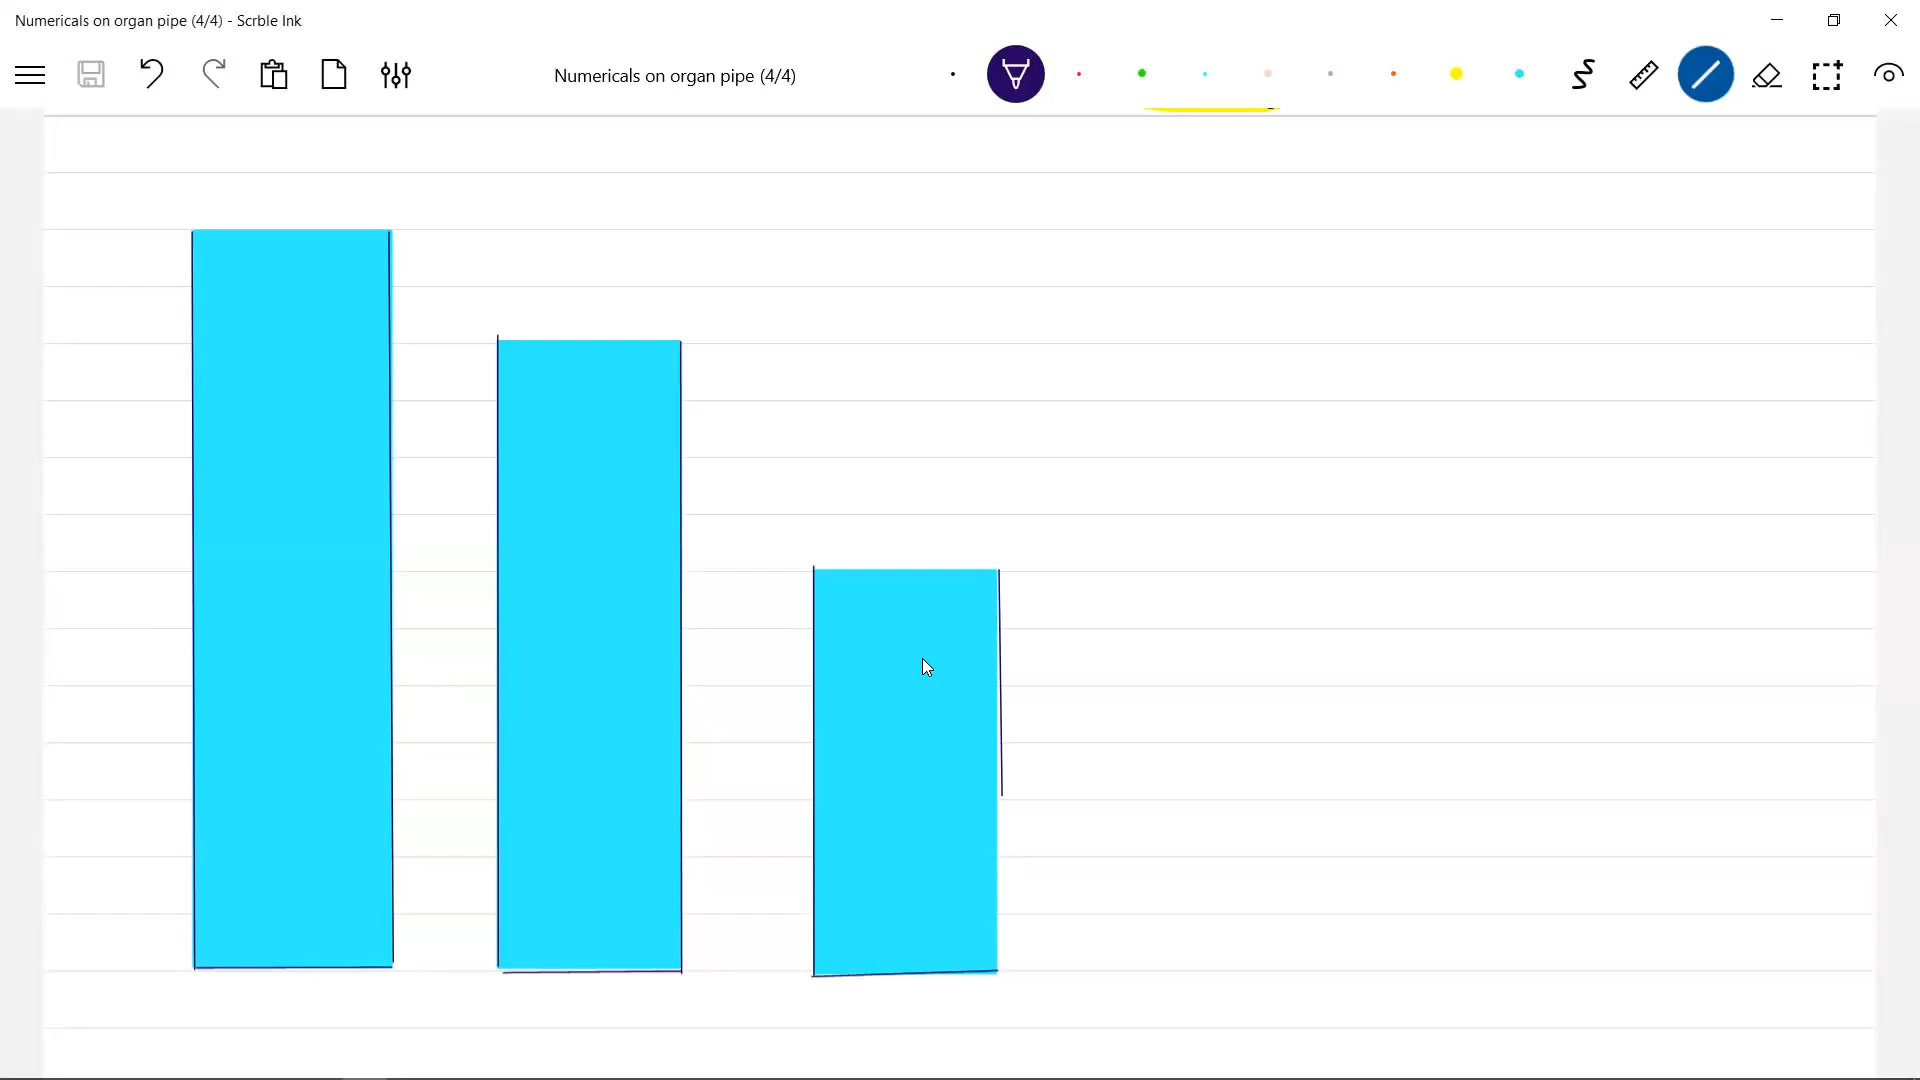 Numericals on organ pipe (4/4) - Scrble Ink
Numericals on organ pipe (4/4)